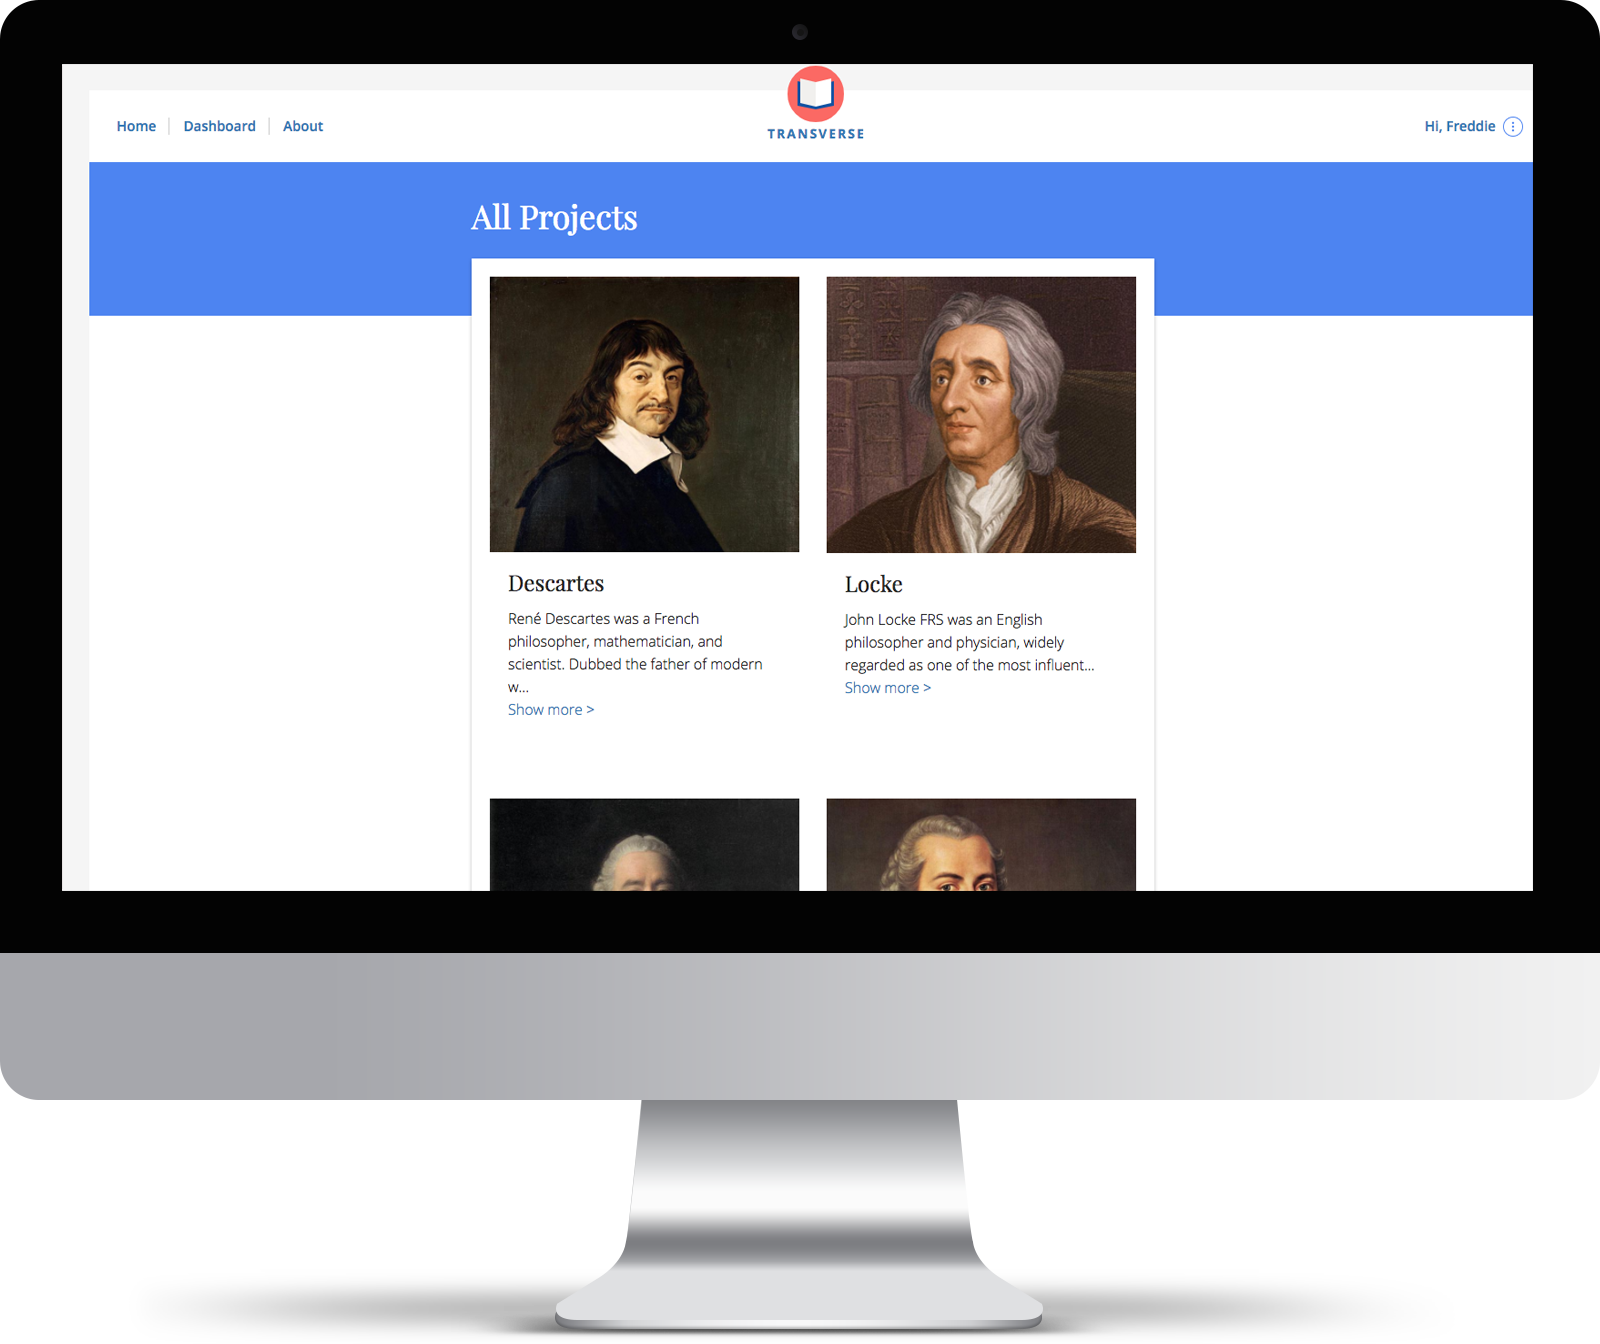 Home
Dashboard
About
TRANSVERSE
Hi, Freddie
All Projects
Descartes
René Descartes was a French
philosopher, mathematician, and
scientist. Dubbed the father of modern
w...
Show more >
Locke
John Locke FRS was an English
philosopher and physician, widely
regarded as one of the most influent...
Show more >